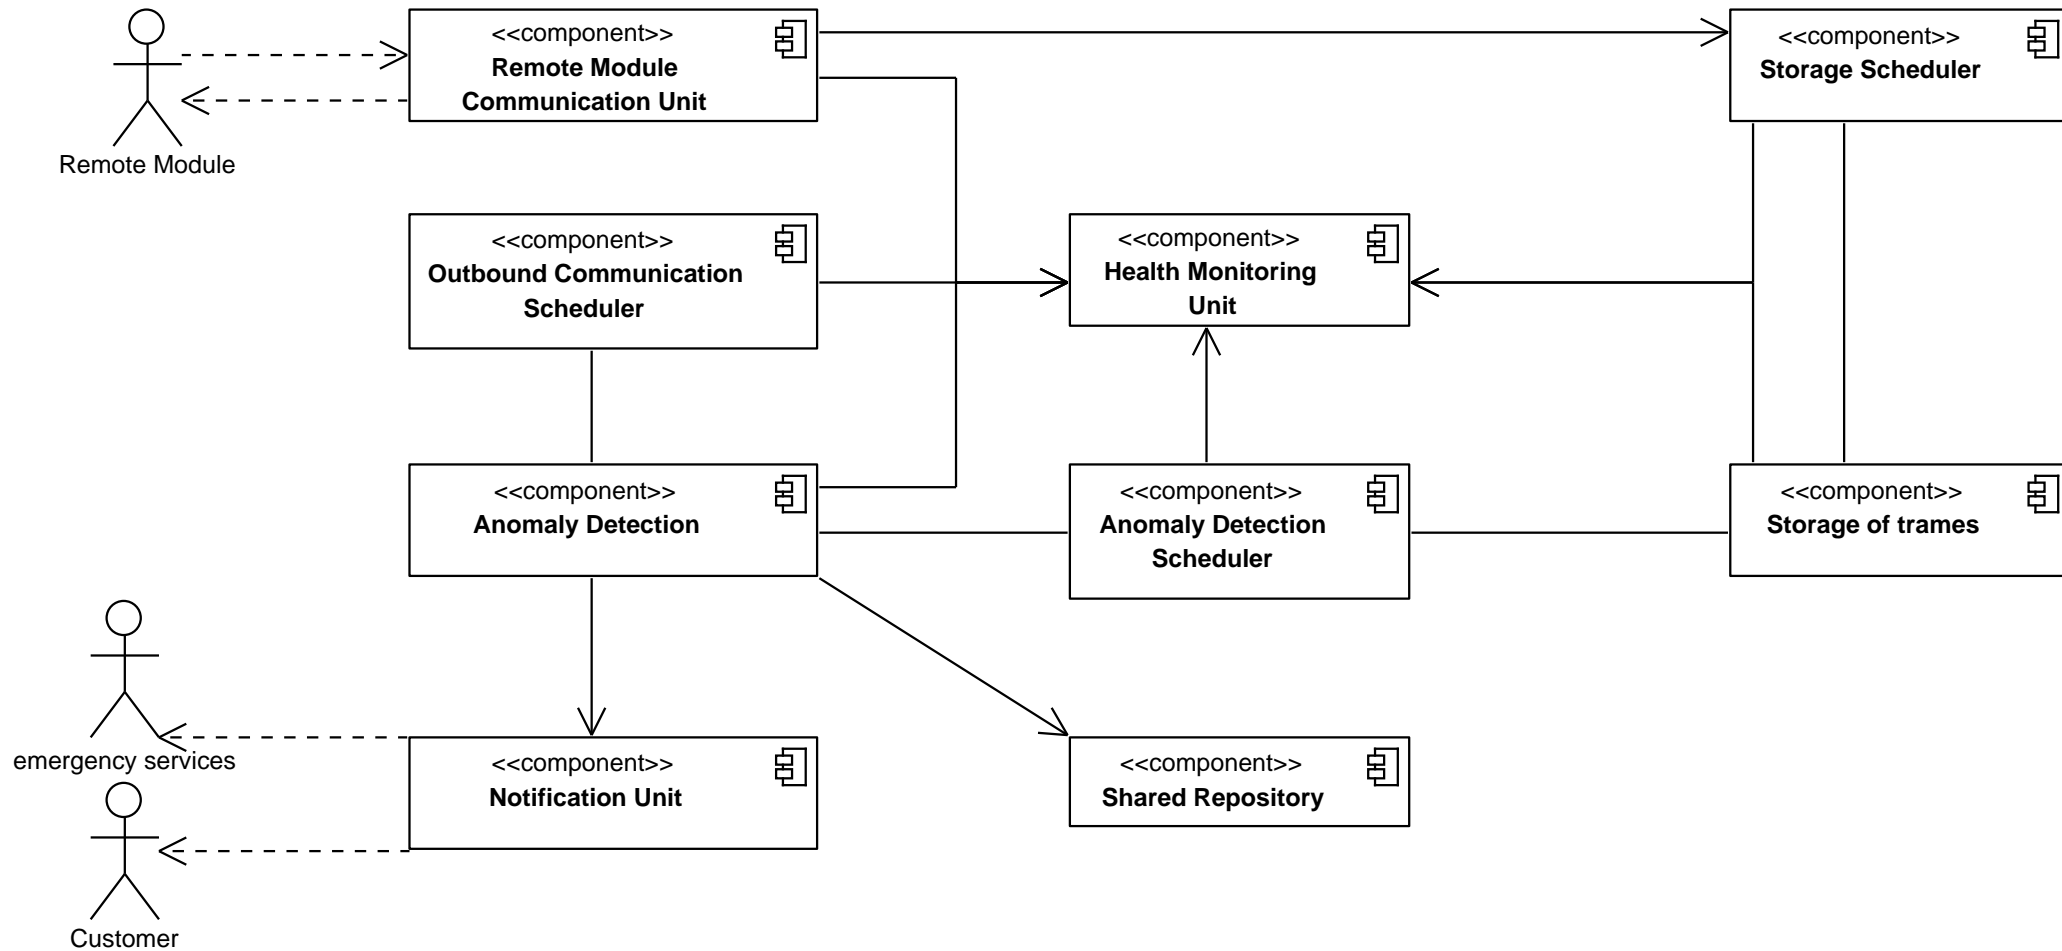 <<component>>
Remote Module
Communication Unit
<<component>>
Storage Scheduler
Remote Module
<<component>>
Outbound Communication
Scheduler
<<component>>
Health Monitoring
Unit
<<component>>
Anomaly Detection
<<component>>
Anomaly Detection
Scheduler
<<component>>
Storage of trames
emergency services
<<component>>
Notification Unit
<<component>>
Shared Repository
Customer